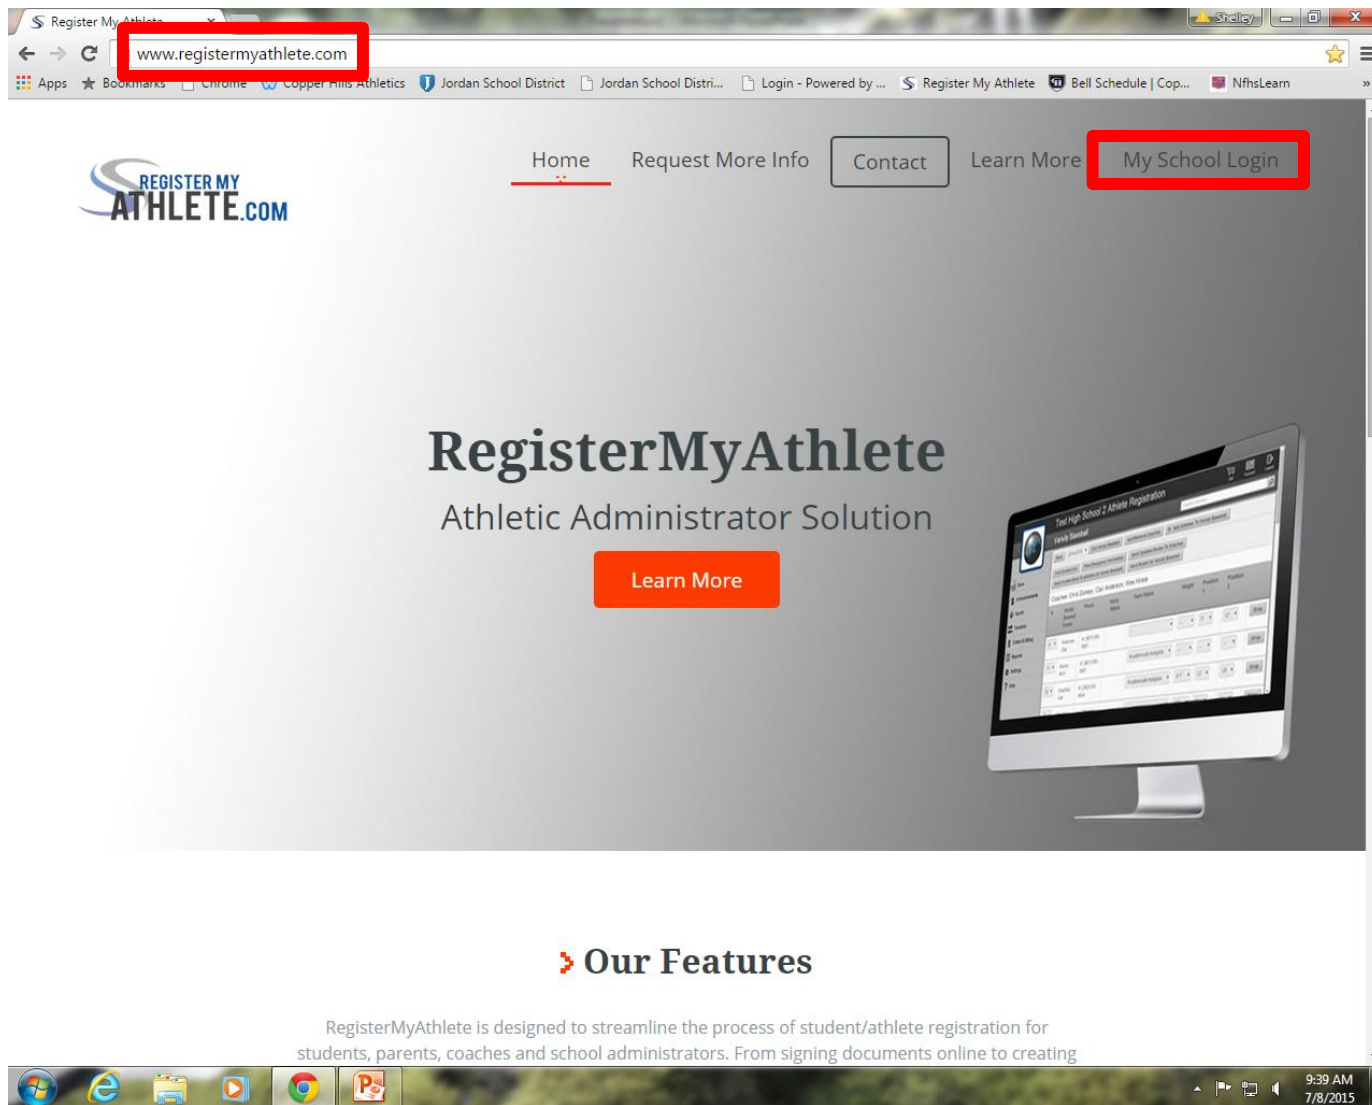 Register My Athlete
Shelley
www.registermyathlete.com
Apps Bookmarks Chrome Copper Hills Athletics Jordan School District Jordan School Distri... Login - Powered by ... Register My Athlete Bell Schedule | Cop... NfhsLearn »
REGISTER MY
ATHLETE.COM
Home Request More Info Contact Learn More My School Login
RegisterMyAthlete
Athletic Administrator Solution
Learn More
Test High School 2 Athlete Registration
Varsity Baseball
Our Features
RegisterMyAthlete is designed to streamline the process of student/athlete registration for
students, parents, coaches and school administrators. From signing documents online to creating
9:39 AM
7/8/2015